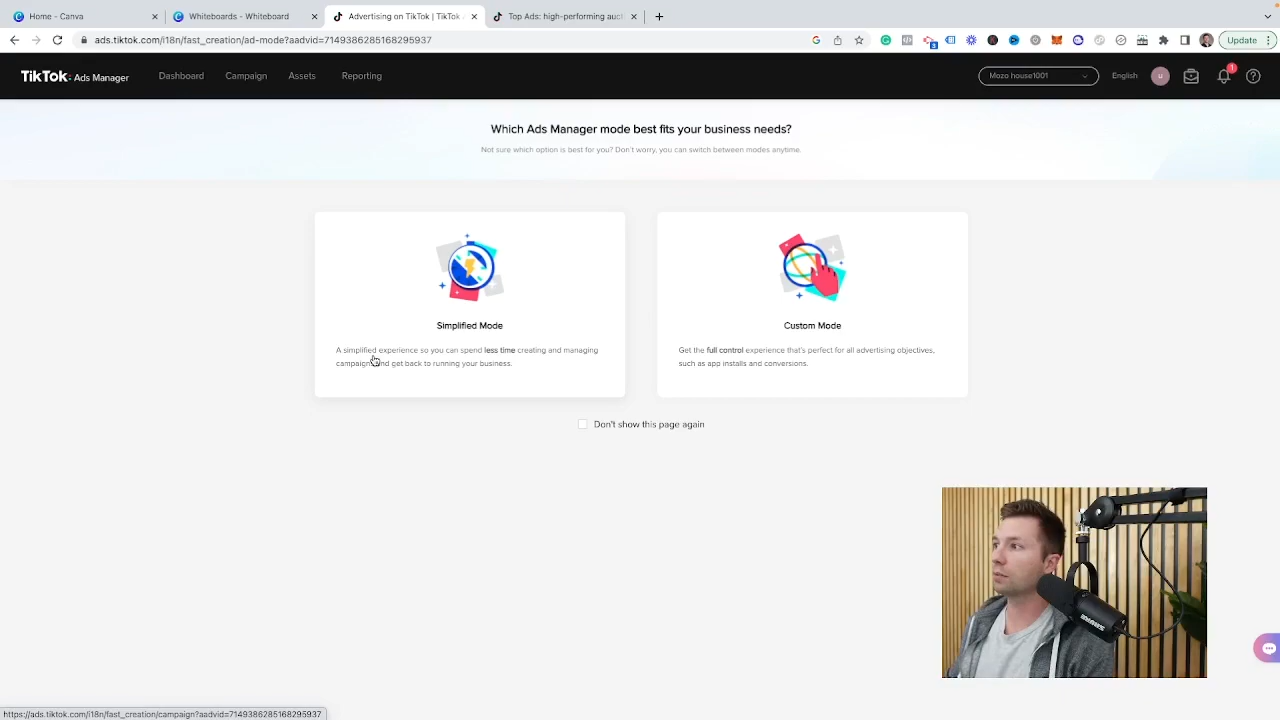 Home - Canva
Whiteboards - Whiteboard
Advertising on TikTok | TikTok
Top Ads: high-performing auc
ads.tiktok.com/i18n/fast_creation/ad-mode?aadvid=7149386285168295937
Update
TikTok: Ads Manager
Dashboard
Campaign
Assets
Reporting
Mozo house1001
English
u
1
Which Ads Manager mode best fits your business needs?
Not sure which option is best for you? Don't worry, you can switch between modes anytime.
Simplified Mode
A simplified experience so you can spend less time creating and managing
campaign and get back to running your business.
Custom Mode
Get the full control experience that's perfect for all advertising objectives,
such as app installs and conversions.
Don't show this page again
https://ads.tiktok.com/i18n/fast_creation/campaign?aadvid=7149386285168295937